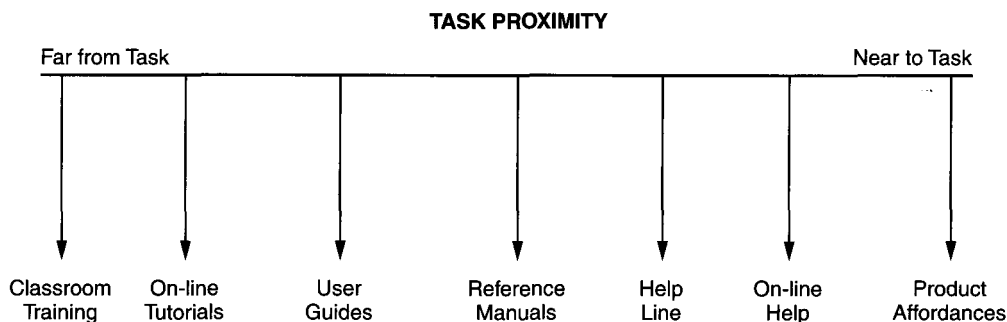 TASK PROXIMITY
Far from Task Near to Task
Classroom Training
On-line Tutorials
User Guides
Reference Manuals
Help Line
On-line Help
Product Affordances